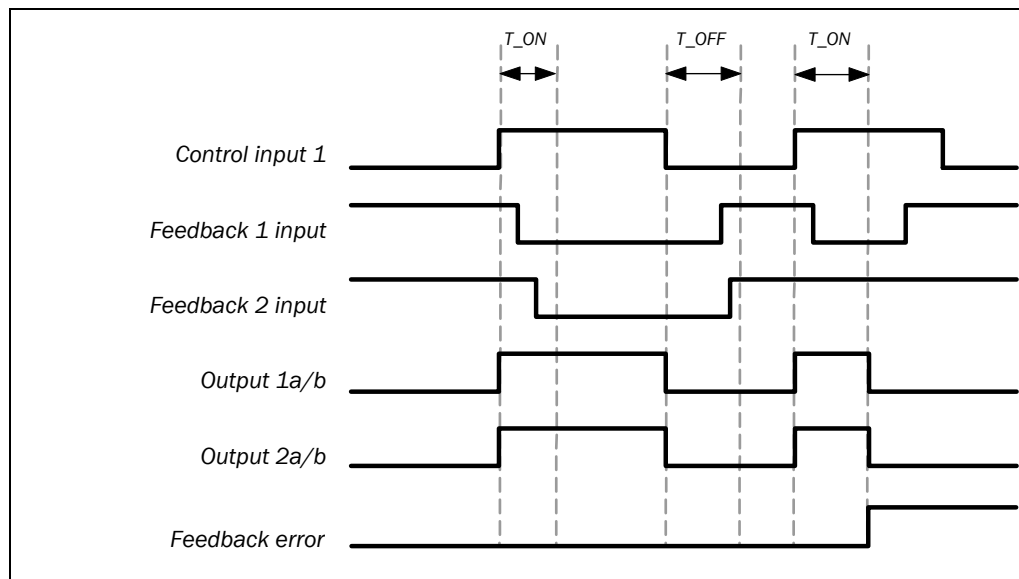 T_ON
T_OFF
T_ON
Control input 1
Feedback 1 input
Feedback 2 input
Output 1a/b
Output 2a/b
Feedback error